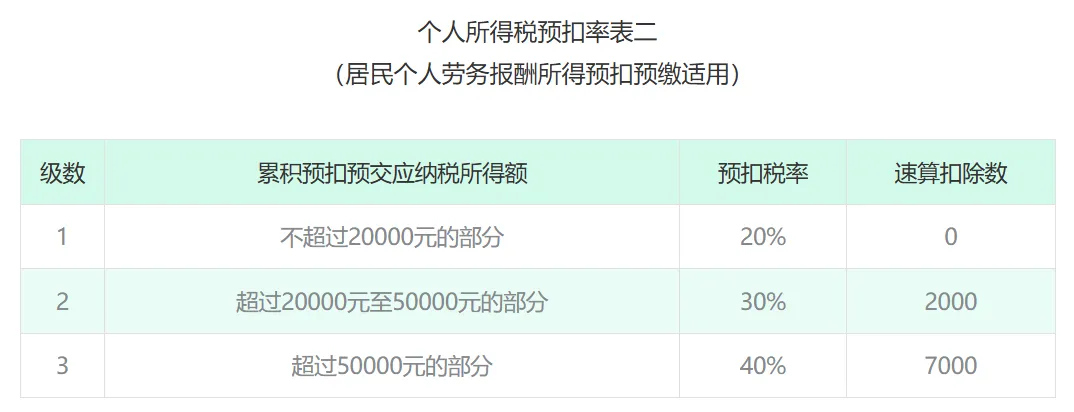 个人所得税预扣率表二
（居民个人劳务报酬所得预扣预缴适用）
级数 累积预扣预交应纳税所得额 预扣税率 速算扣除数
1 不超过20000元的部分 20% 0
2 超过20000元至50000元的部分 30% 2000
3 超过50000元的部分 40% 7000